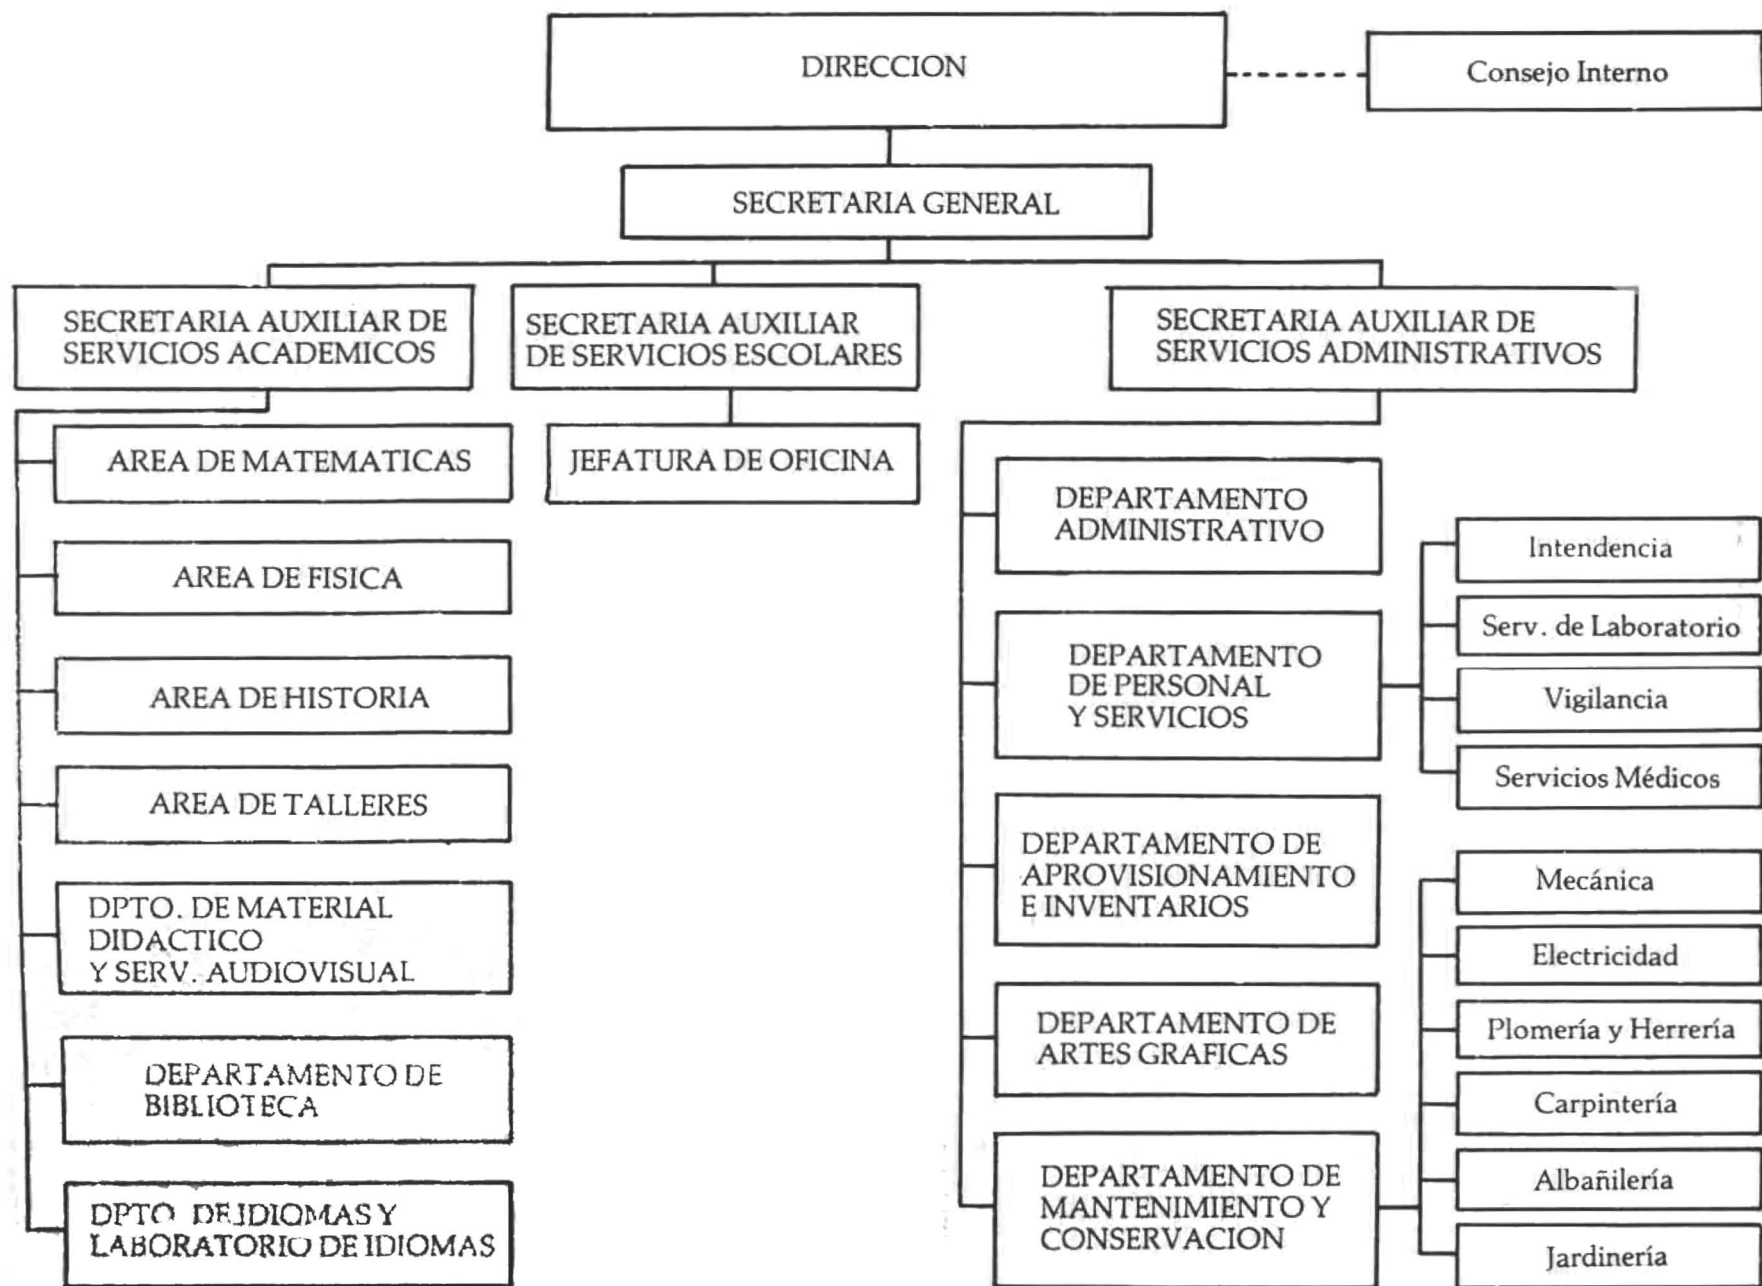 DIRECCION
Consejo Interno
SECRETARIA GENERAL
SECRETARIA AUXILIAR DE
SERVICIOS ACADEMICOS
SECRETARIA AUXILIAR
DE SERVICIOS ESCOLARES
SECRETARIA AUXILIAR DE
SERVICIOS ADMINISTRATIVOS
AREA DE MATEMATICAS
AREA DE FISICA
AREA DE HISTORIA
AREA DE TALLERES
DPTO. DE MATERIAL
DIDACTICO
Y SERV. AUDIOVISUAL
DEPARTAMENTO DE
BIBLIOTECA
DPTO. DE IDIOMAS Y
LABORATORIO DE IDIOMAS
JEFATURA DE OFICINA
DEPARTAMENTO
ADMINISTRATIVO
DEPARTAMENTO
DE PERSONAL
Y SERVICIOS
Intendencia
Serv. de Laboratorio
Vigilancia
Servicios Médicos
DEPARTAMENTO DE
APROVISIONAMIENTO
E INVENTARIOS
DEPARTAMENTO DE
ARTES GRAFICAS
DEPARTAMENTO DE
MANTENIMIENTO Y
CONSERVACION
Mecánica
Electricidad
Plomería y Herrería
Carpintería
Albañilería
Jardinería